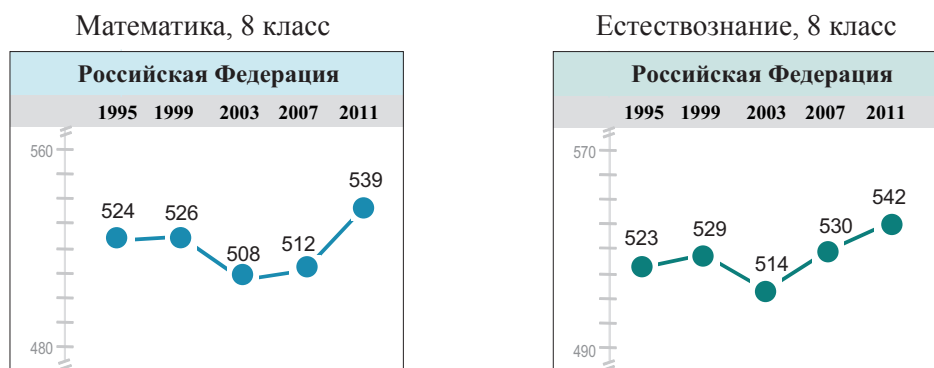 Математика, 8 класс
Российская Федерация
1995 1999 2003 2007 2011
560
539
524 526
508 512
480
Естествознание, 8 класс
Российская Федерация
1995 1999 2003 2007 2011
570
542
523 529 530
514
490